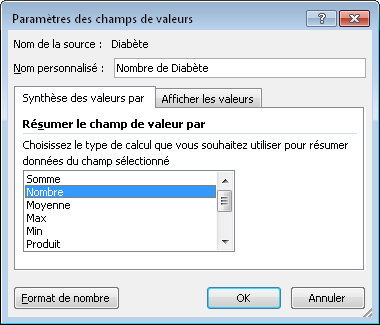 Paramètres des champs de valeurs
Nom de la source : Diabète
Nom personnalisé : Nombre de Diabète
Synthèse des valeurs par Afficher les valeurs
Résumer le champ de valeur par
Choisissez le type de calcul que vous souhaitez utiliser pour résumer
données du champ sélectionné
Somme
Nombre
Moyenne
Max
Min
Produit
Format de nombre OK Annuler